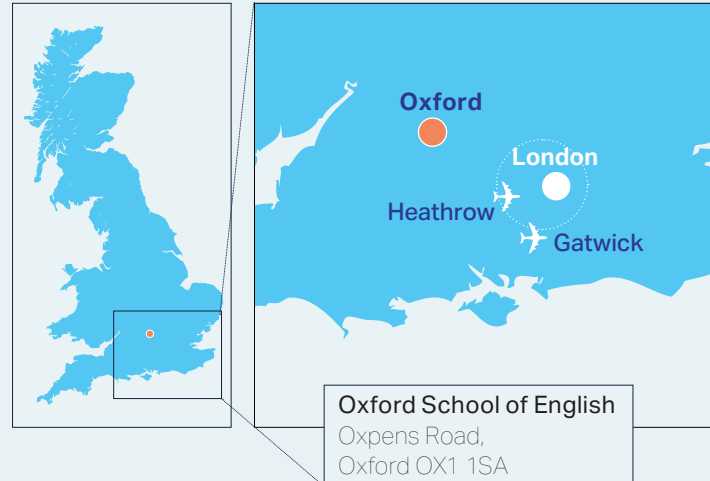 Oxford
London
Heathrow
Gatwick
Oxford School of English
Oxpens Road,
Oxford OX1 1SA